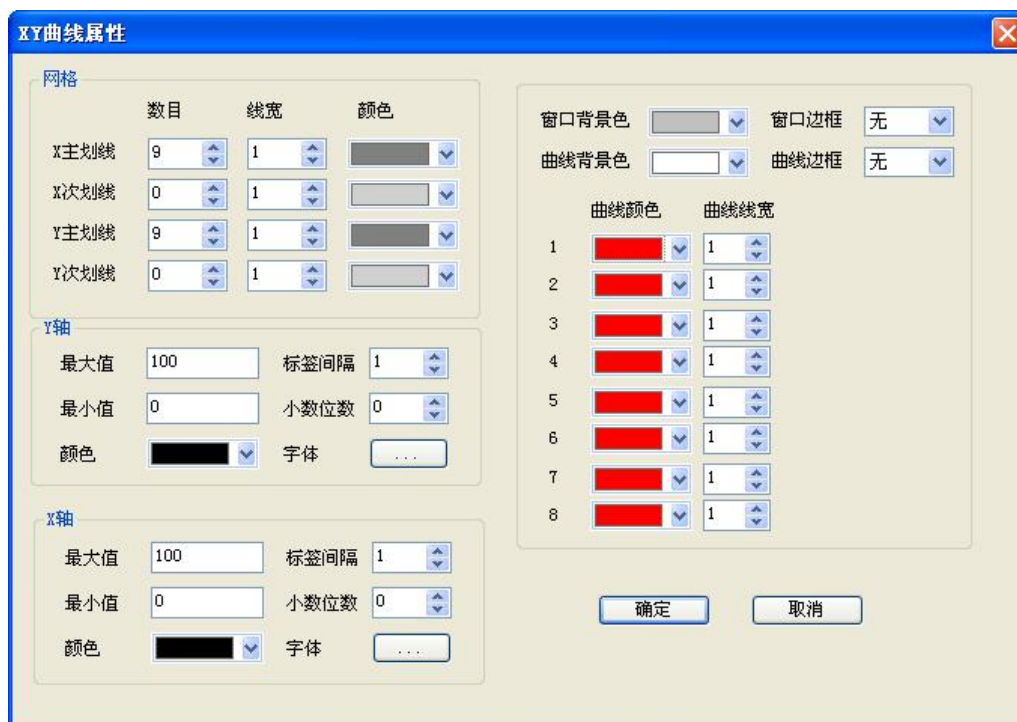 XY曲线属性
网格
数目 线宽 颜色
X主划线 9 1
X次划线 0 1
Y主划线 9 1
Y次划线 0 1
Y轴
最大值 100 标签间隔 1
最小值 0 小数位数 0
颜色 字体 ...
X轴
最大值 100 标签间隔 1
最小值 0 小数位数 0
颜色 字体 ...
窗口背景色 窗口边框 无
曲线背景色 曲线边框 无
曲线颜色 曲线线宽
1 1
2 1
3 1
4 1
5 1
6 1
7 1
8 1
确定 取消